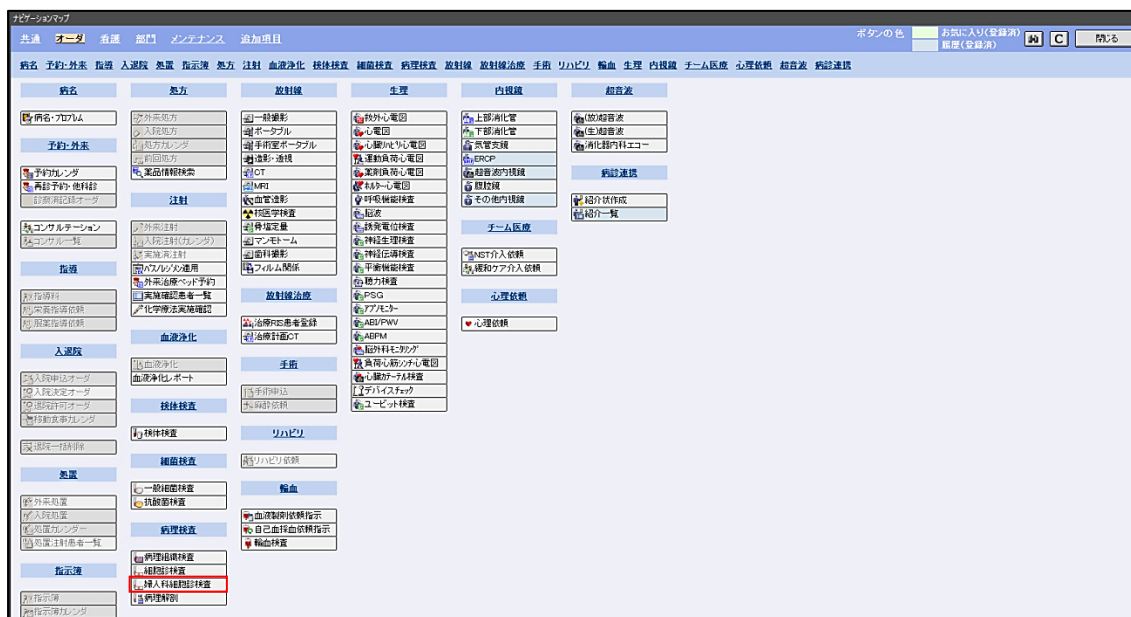 ナビゲーションマップ
共通 オーダ 看護 部門 メンテナンス 追加項目
ボタンの色 お気に入り(登録済) 履歴(登録済) C 閉じる
病名 予約･外来 指導 入退院 処置 指示簿 処方 注射 血液浄化 検体検査 細菌検査 病理検査 放射線 放射線治療 手術 リハビリ 輸血 生理 内視鏡 チーム医療 心理依頼 超音波 病診連携
病名
病名･プロブレム
予約･外来
予約カレンダ
再診予約･他科診
診察済記録オーダ
コンサルテーション
コンサル一覧
指導
指導料
栄養指導依頼
服薬指導依頼
入退院
入院申込オーダ
入院決定オーダ
退院許可オーダ
移動食事カレンダ
退院一括削除
処置
外来処置
入院処置
処置カレンダー
処置注射患者一覧
指示簿
指示簿
指示簿カレンダ
処方
外来処方
入院処方
処方カレンダ
前回処方
薬品情報検索
注射
外来注射
入院注射(カレンダ)
実施済注射
パス/レジメン適用
外来治療ベッド予約
実施確認患者一覧
化学療法実施確認
血液浄化
血液浄化
血液浄化レポート
検体検査
検体検査
細菌検査
一般細菌検査
抗酸菌検査
病理検査
病理組織検査
細胞診検査
婦人科細胞診検査
病理解剖
放射線
一般撮影
ポータブル
手術室ポータブル
造影･透視
CT
MRI
血管造影
核医学検査
骨塩定量
マンモトーム
歯科撮影
フィルム関係
放射線治療
治療RIS患者登録
治療計画CT
手術
手術申込
麻酔依頼
リハビリ
リハビリ依頼
輸血
血液製剤依頼指示
自己血採血依頼指示
輸血検査
生理
救外心電図
心電図
心臓リハビリ心電図
運動負荷心電図
薬剤負荷心電図
ホルター心電図
呼吸機能検査
脳波
誘発電位検査
神経生理検査
神経伝導検査
平衡機能検査
聴力検査
PSG
アプノモニター
ABI/PWV
ABPM
脳外科モニタリング
負荷心筋シンチ心電図
心臓カテーテル検査
デバイスチェック
ユービット検査
内視鏡
上部消化管
下部消化管
気管支鏡
ERCP
超音波内視鏡
腹腔鏡
その他内視鏡
チーム医療
NST介入依頼
緩和ケア介入依頼
心理依頼
心理依頼
超音波
(放)超音波
(生)超音波
消化器内科エコー
病診連携
紹介状作成
紹介一覧